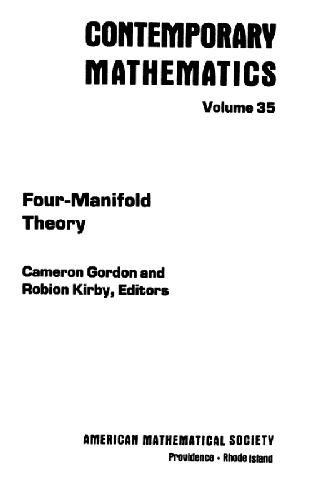 CONTEMPORARY
MATHEMATICS
Volume 35
Four-Manifold
Theory
Cameron Gordon and
Robion Kirby, Editors
AMERICAN MATHEMATICAL SOCIETY
Providence • Rhode Island